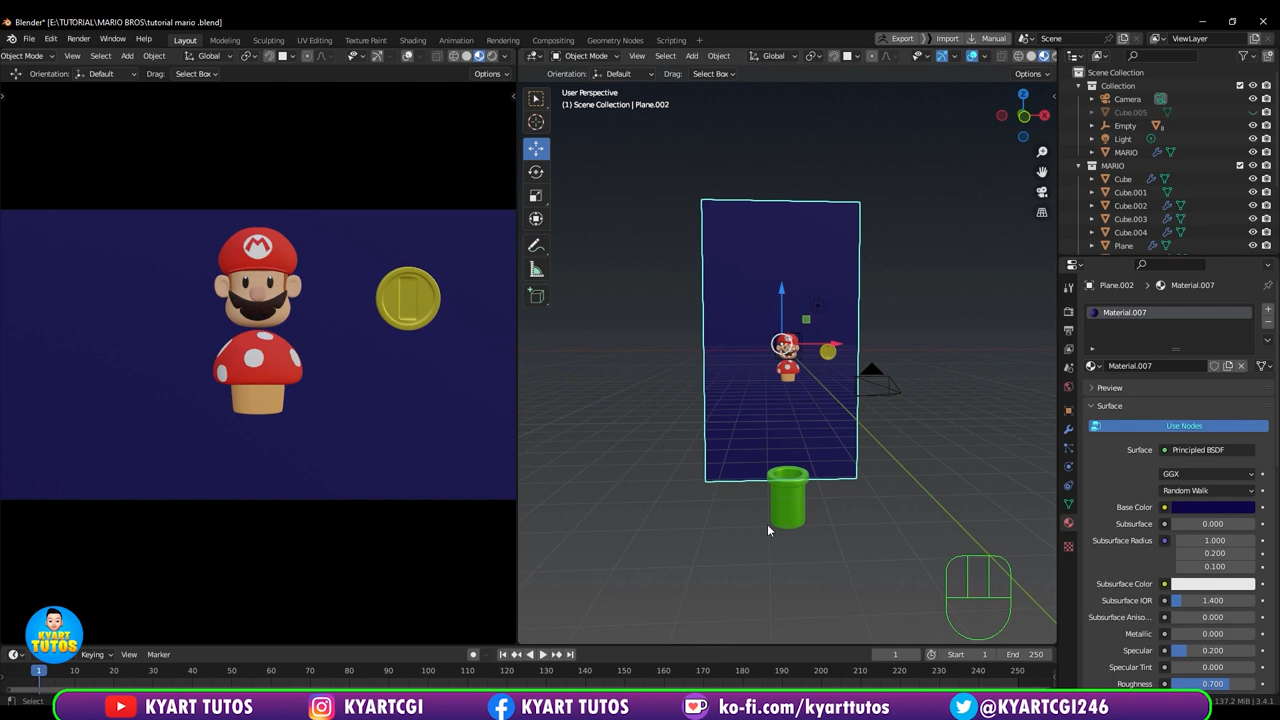 Blender* [E:\TUTORIAL\MARIO BROS\tutorial mario .blend]
File Edit Render Window Help Layout Modeling Sculpting UV Editing Texture Paint Shading Animation Rendering Compositing Geometry Nodes Scripting Export Import Manual Scene ViewLayer
Object Mode View Select Add Object Global
Object Mode View Select Add Object Global
Orientation: Default Drag: Select Box Options
Orientation: Default Drag: Select Box Options
User Perspective
(1) Scene Collection | Plane.002
Z
X
Scene Collection
Collection
Camera
Cube.005
Empty 8
Light
MARIO
MARIO
Cube
Cube.001
Cube.002
Cube.003
Cube.004
Plane
Plane.002 Material.007
Material.007
Material.007
Preview
Surface
Use Nodes
Surface Principled BSDF
GGX
Random Walk
Base Color
Subsurface 0.000
Subsurface Radius 1.000
0.200
0.100
Subsurface Color
Subsurface IOR 1.400
Subsurface Aniso... 0.000
Metallic 0.000
Specular 0.200
Specular Tint 0.000
Roughness 0.700
M
KYART
TUTOS
Keying View Marker 1 Start 1 End 250
1 10 20 30 40 50 60 70 80 90 100 110 120 130 140 150 160 170 180 190 200 210 220 230 240 250
Select
137.2 MiB | 3.4.1
KYART TUTOS KYARTCGI KYART TUTOS ko-fi.com/kyarttutos @KYARTCGI246